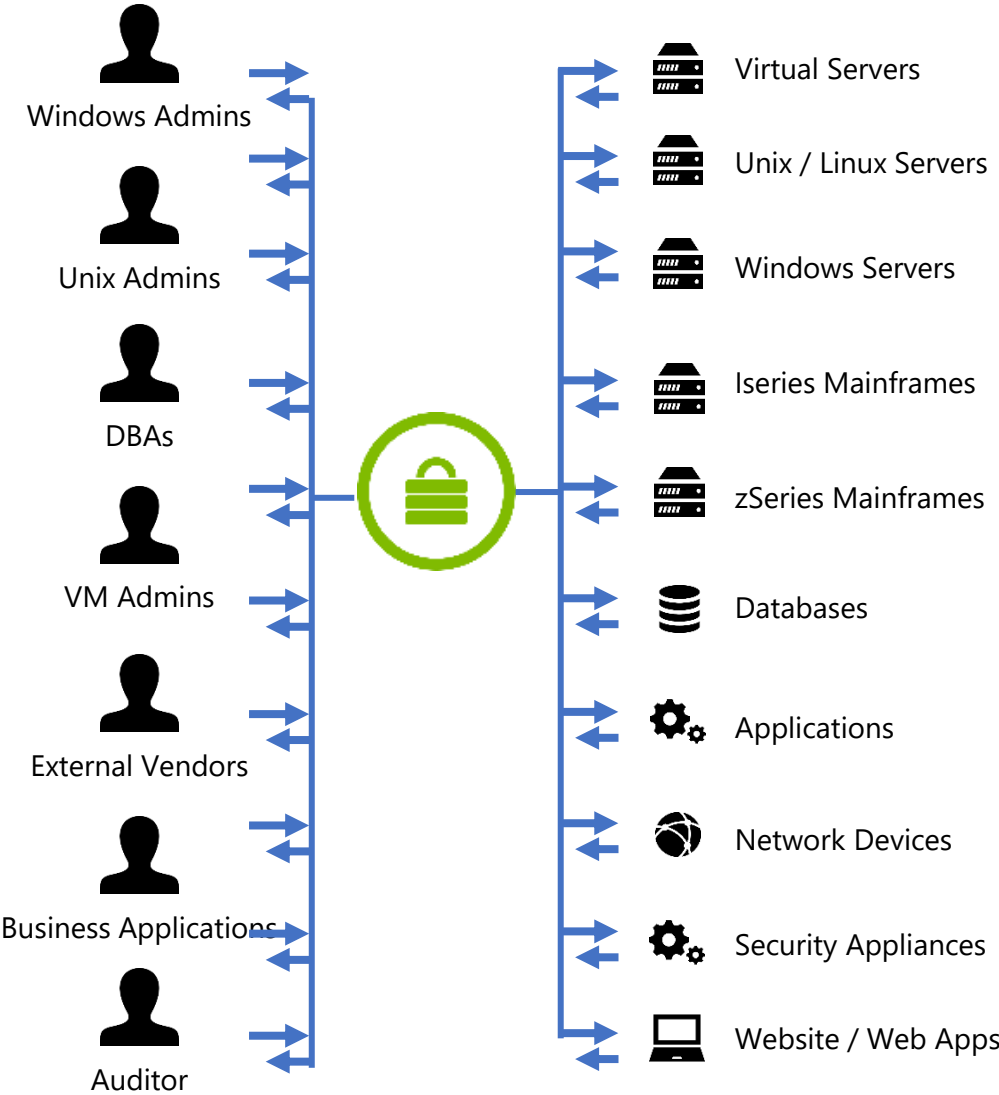 Windows Admins
Unix Admins
DBAs
VM Admins
External Vendors
Business Applications
Auditor
Virtual Servers
Unix / Linux Servers
Windows Servers
Iseries Mainframes
zSeries Mainframes
Databases
Applications
Network Devices
Security Appliances
Website / Web Apps